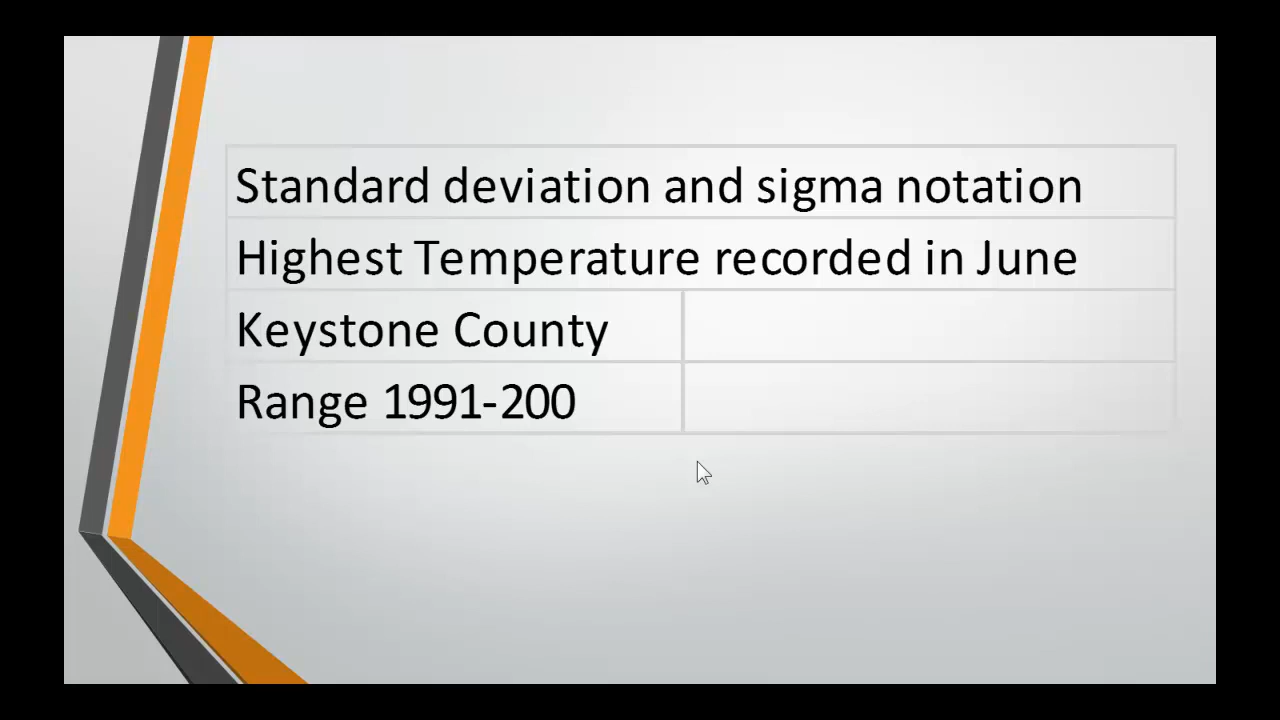 Standard deviation and sigma notation
Highest Temperature recorded in June
Keystone County
Range 1991-200